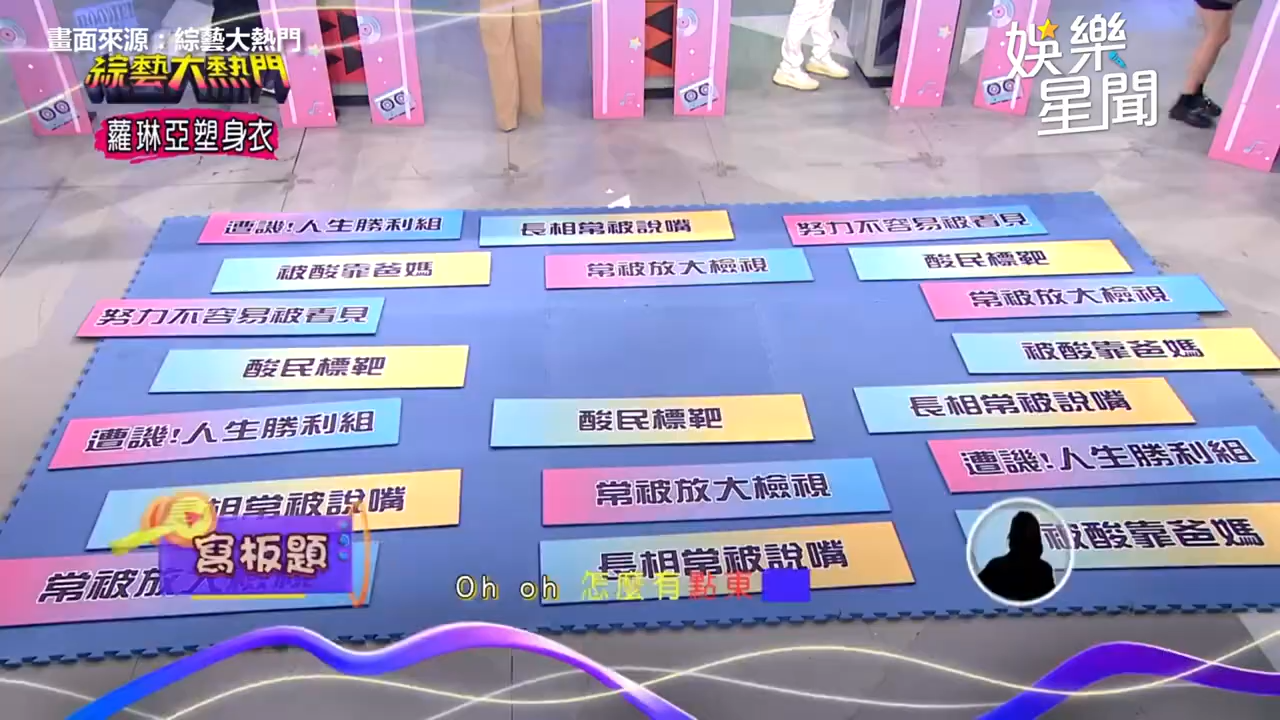 畫面來源：綜藝大熱門
綜藝大熱門
蘿琳亞塑身衣
娛樂
星聞
遭譏!人生勝利組
長相常被說嘴
努力不容易被看見
被酸靠爸媽
常被放大檢視
酸民標靶
努力不容易被看見
常被放大檢視
酸民標靶
被酸靠爸媽
遭譏!人生勝利組
酸民標靶
長相常被說嘴
遭譏!人生勝利組
相常被說嘴
常被放大檢視
被酸靠爸媽
寫板題
長相常被說嘴
常被放
Oh oh 怎麼有點東